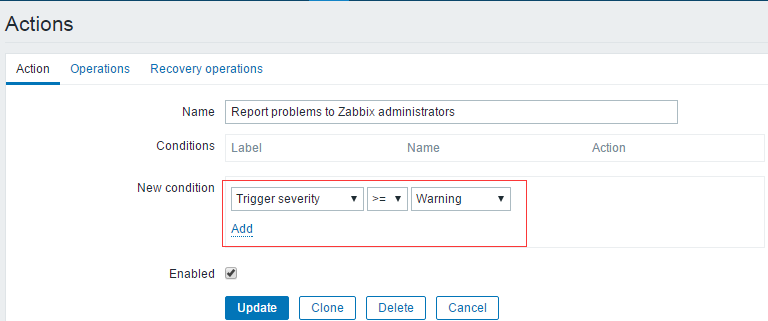 Actions
Action Operations Recovery operations
Name Report problems to Zabbix administrators
Conditions Label Name Action
New condition Trigger severity >= Warning
Add
Enabled
Update Clone Delete Cancel